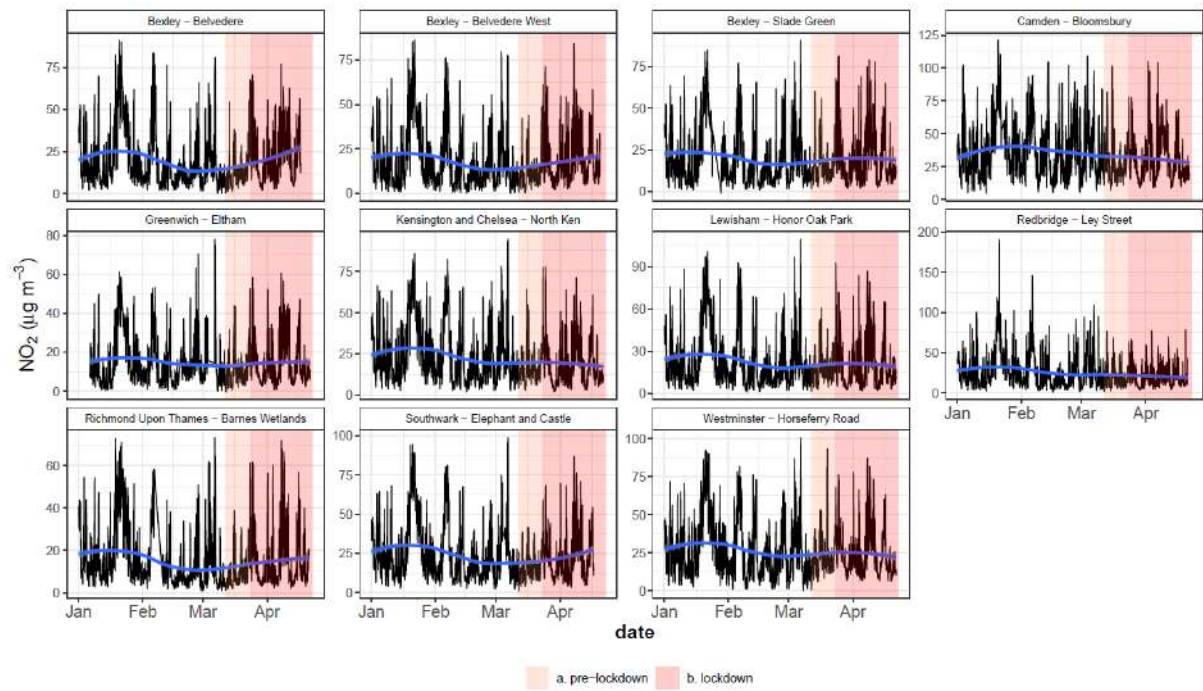 Bexley – Belvedere
Bexley – Belvedere West
Bexley – Slade Green
Camden – Bloomsbury
75
50
25
0
75
50
25
0
75
50
25
0
125
100
75
50
25
0
Greenwich – Eltham
Kensington and Chelsea – North Ken
Lewisham – Honor Oak Park
Redbridge – Ley Street
80
60
40
20
0
75
50
25
0
90
60
30
0
200
150
100
50
0
Jan Feb Mar Apr
Richmond Upon Thames – Barnes Wetlands
Southwark – Elephant and Castle
Westminster – Horseferry Road
60
40
20
0
100
75
50
25
0
100
75
50
25
0
Jan Feb Mar Apr
Jan Feb Mar Apr
Jan Feb Mar Apr
NO₂ (µg m⁻³)
date
a. pre−lockdown
b. lockdown